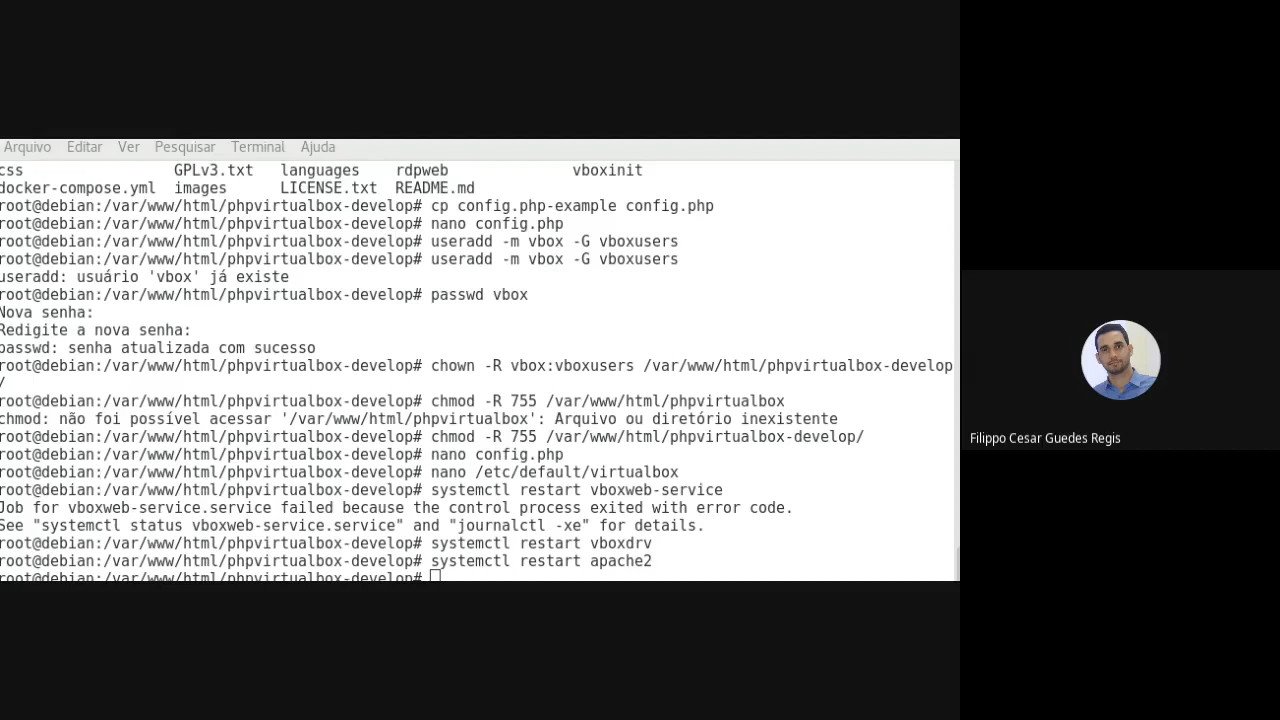 Arquivo Editar Ver Pesquisar Terminal Ajuda
css GPLv3.txt languages rdpweb vboxinit
docker-compose.yml images LICENSE.txt README.md
root@debian:/var/www/html/phpvirtualbox-develop# cp config.php-example config.php
root@debian:/var/www/html/phpvirtualbox-develop# nano config.php
root@debian:/var/www/html/phpvirtualbox-develop# useradd -m vbox -G vboxusers
root@debian:/var/www/html/phpvirtualbox-develop# useradd -m vbox -G vboxusers
useradd: usuário 'vbox' já existe
root@debian:/var/www/html/phpvirtualbox-develop# passwd vbox
Nova senha:
Redigite a nova senha:
passwd: senha atualizada com sucesso
root@debian:/var/www/html/phpvirtualbox-develop# chown -R vbox:vboxusers /var/www/html/phpvirtualbox-develop
/
root@debian:/var/www/html/phpvirtualbox-develop# chmod -R 755 /var/www/html/phpvirtualbox
chmod: não foi possível acessar '/var/www/html/phpvirtualbox': Arquivo ou diretório inexistente
root@debian:/var/www/html/phpvirtualbox-develop# chmod -R 755 /var/www/html/phpvirtualbox-develop/
root@debian:/var/www/html/phpvirtualbox-develop# nano config.php
root@debian:/var/www/html/phpvirtualbox-develop# nano /etc/default/virtualbox
root@debian:/var/www/html/phpvirtualbox-develop# systemctl restart vboxweb-service
Job for vboxweb-service.service failed because the control process exited with error code.
See "systemctl status vboxweb-service.service" and "journalctl -xe" for details.
root@debian:/var/www/html/phpvirtualbox-develop# systemctl restart vboxdrv
root@debian:/var/www/html/phpvirtualbox-develop# systemctl restart apache2
root@debian:/var/www/html/phpvirtualbox-develop#
Filippo Cesar Guedes Regis